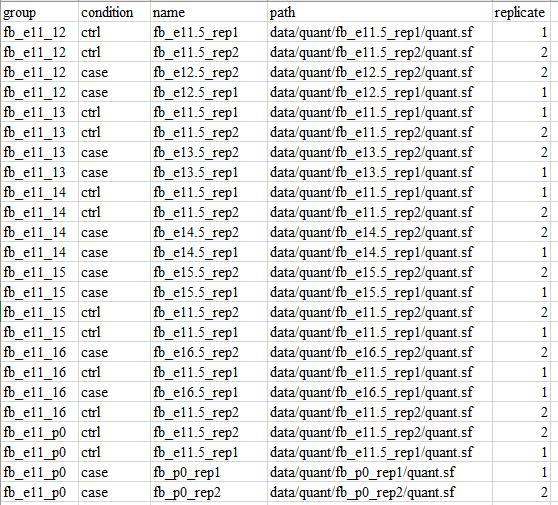 group condition name path replicate
fb_e11_12 ctrl fb_e11.5_rep1 data/quant/fb_e11.5_rep1/quant.sf 1
fb_e11_12 ctrl fb_e11.5_rep2 data/quant/fb_e11.5_rep2/quant.sf 2
fb_e11_12 case fb_e12.5_rep2 data/quant/fb_e12.5_rep2/quant.sf 2
fb_e11_12 case fb_e12.5_rep1 data/quant/fb_e12.5_rep1/quant.sf 1
fb_e11_13 ctrl fb_e11.5_rep1 data/quant/fb_e11.5_rep1/quant.sf 1
fb_e11_13 ctrl fb_e11.5_rep2 data/quant/fb_e11.5_rep2/quant.sf 2
fb_e11_13 case fb_e13.5_rep2 data/quant/fb_e13.5_rep2/quant.sf 2
fb_e11_13 case fb_e13.5_rep1 data/quant/fb_e13.5_rep1/quant.sf 1
fb_e11_14 ctrl fb_e11.5_rep1 data/quant/fb_e11.5_rep1/quant.sf 1
fb_e11_14 ctrl fb_e11.5_rep2 data/quant/fb_e11.5_rep2/quant.sf 2
fb_e11_14 case fb_e14.5_rep2 data/quant/fb_e14.5_rep2/quant.sf 2
fb_e11_14 case fb_e14.5_rep1 data/quant/fb_e14.5_rep1/quant.sf 1
fb_e11_15 case fb_e15.5_rep2 data/quant/fb_e15.5_rep2/quant.sf 2
fb_e11_15 case fb_e15.5_rep1 data/quant/fb_e15.5_rep1/quant.sf 1
fb_e11_15 ctrl fb_e11.5_rep2 data/quant/fb_e11.5_rep2/quant.sf 2
fb_e11_15 ctrl fb_e11.5_rep1 data/quant/fb_e11.5_rep1/quant.sf 1
fb_e11_16 case fb_e16.5_rep2 data/quant/fb_e16.5_rep2/quant.sf 2
fb_e11_16 ctrl fb_e11.5_rep1 data/quant/fb_e11.5_rep1/quant.sf 1
fb_e11_16 case fb_e16.5_rep1 data/quant/fb_e16.5_rep1/quant.sf 1
fb_e11_16 ctrl fb_e11.5_rep2 data/quant/fb_e11.5_rep2/quant.sf 2
fb_e11_p0 ctrl fb_e11.5_rep2 data/quant/fb_e11.5_rep2/quant.sf 2
fb_e11_p0 ctrl fb_e11.5_rep1 data/quant/fb_e11.5_rep1/quant.sf 1
fb_e11_p0 case fb_p0_rep1 data/quant/fb_p0_rep1/quant.sf 1
fb_e11_p0 case fb_p0_rep2 data/quant/fb_p0_rep2/quant.sf 2